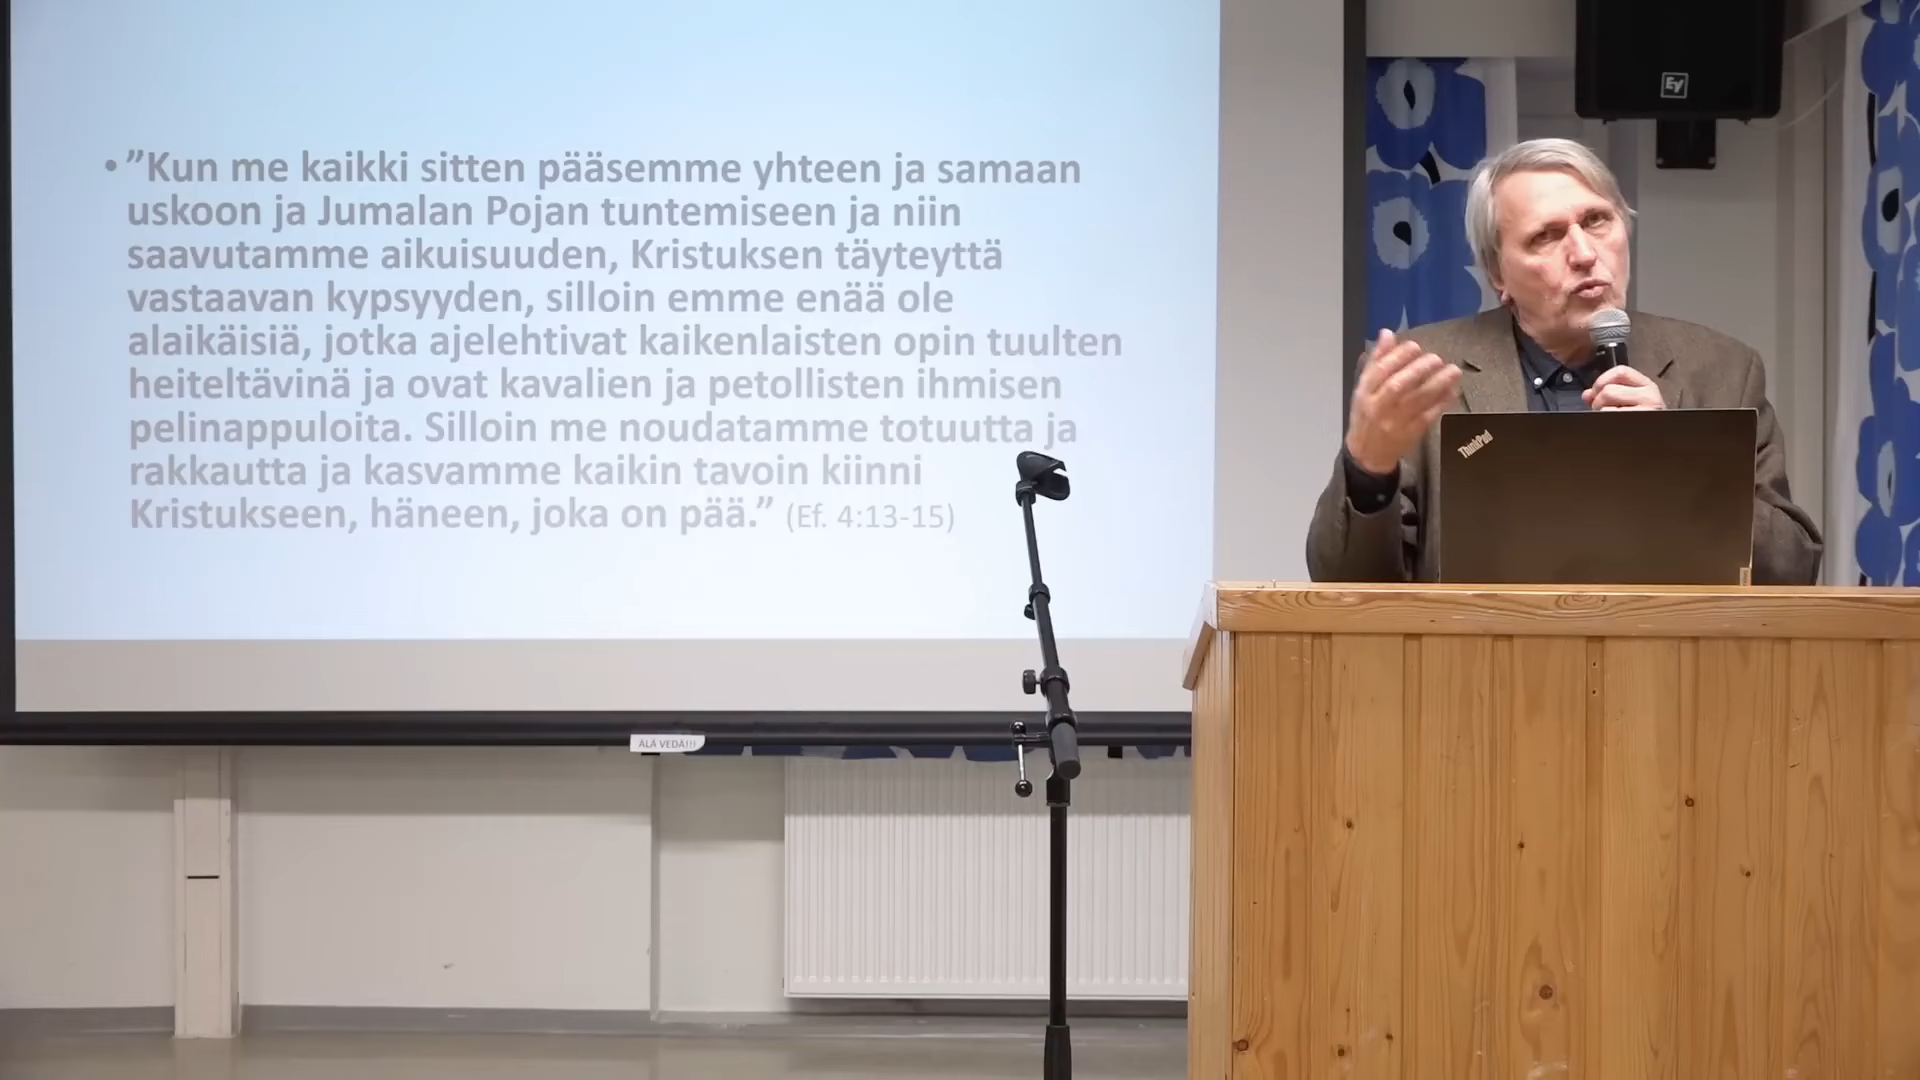 • ”Kun me kaikki sitten pääsemme yhteen ja samaan
uskoon ja Jumalan Pojan tuntemiseen ja niin
saavutamme aikuisuuden, Kristuksen täyteyttä
vastaavan kypsyyden, silloin emme enää ole
alaikäisiä, jotka ajelehtivat kaikenlaisten opin tuulten
heiteltävinä ja ovat kavalien ja petollisten ihmisen
pelinappuloita. Silloin me noudatamme totuutta ja
rakkautta ja kasvamme kaikin tavoin kiinni
Kristukseen, häneen, joka on pää.” (Ef. 4:13-15)
ÄLÄ VEDÄ!!!
EV
ThinkPad